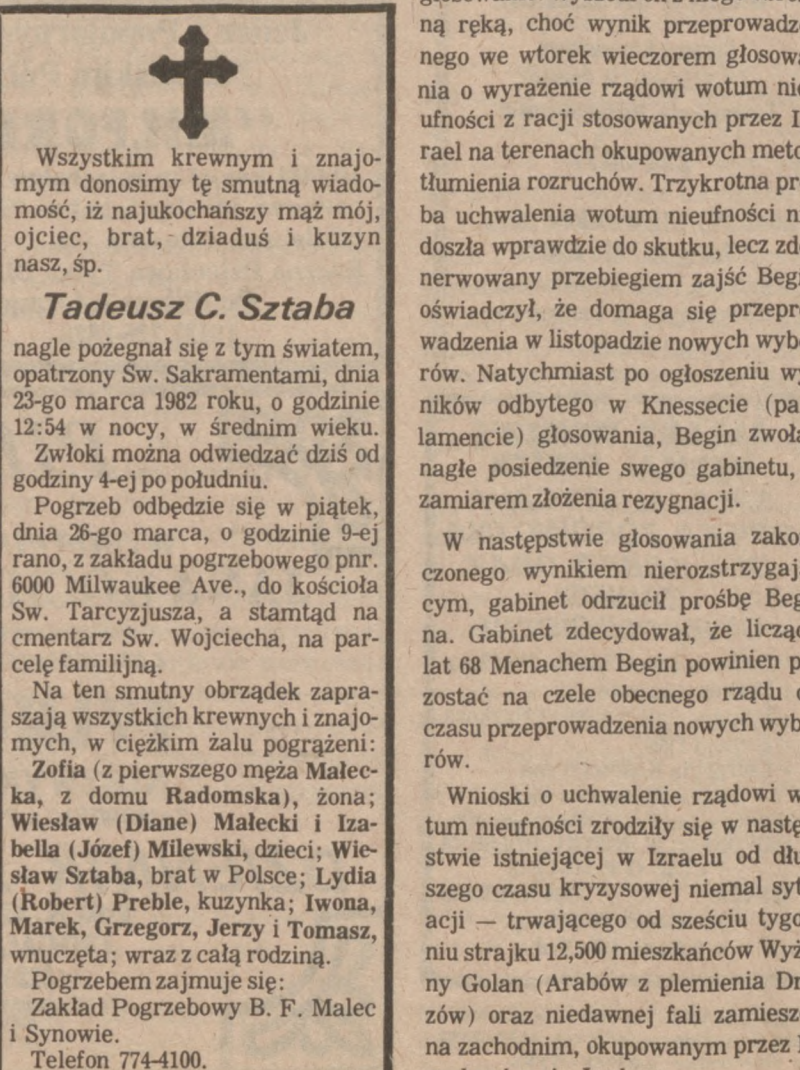 Wszystkim krewnym i znajo-
mym donosimy tę smutną wiado-
mość, iż najukochańszy mąż mój,
ojciec, brat, dziaduś i kuzyn
nasz, śp.
Tadeusz C. Sztaba
nagle pożegnał się z tym światem,
opatrzony Sw. Sakramentami, dnia
23-go marca 1982 roku, o godzinie
12:54 w nocy, w średnim wieku.
Zwłoki można odwiedzać dziś od
godziny 4-ej po południu.
Pogrzeb odbędzie się w piątek,
dnia 26-go marca, o godzinie 9-ej
rano, z zakładu pogrzebowego pnr.
6000 Milwaukee Ave., do kościoła
Sw. Tarcyzjusza, a stamtąd na
cmentarz Sw. Wojciecha, na par-
celę familijną.
Na ten smutny obrządek zapra-
szają wszystkich krewnych i znajo-
mych, w ciężkim żalu pogrążeni:
Zofia (z pierwszego męża Małec-
ka, z domu Radomska), żona;
Wiesław (Diane) Małecki i Iza-
bella (Józef) Milewski, dzieci; Wie-
sław Sztaba, brat w Polsce; Lydia
(Robert) Preble, kuzynka; Iwona,
Marek, Grzegorz, Jerzy i Tomasz,
wnuczęta; wraz z całą rodziną.
Pogrzebem zajmuje się:
Zakład Pogrzebowy B. F. Malec
i Synowie.
Telefon 774-4100.
ną ręką, choć wynik przeprowadzo
nego we wtorek wieczorem głosowa
nia o wyrażenie rządowi wotum nie
ufności z racji stosowanych przez I
rael na terenach okupowanych meto
tłumienia rozruchów. Trzykrotna pr
ba uchwalenia wotum nieufności n
doszła wprawdzie do skutku, lecz zd
nerwowany przebiegiem zajść Begi
oświadczył, że domaga się przepr
wadzenia w listopadzie nowych wyb
rów. Natychmiast po ogłoszeniu wy
ników odbytego w Knessecie (pa
lamencie) głosowania, Begin zwoła
nagłe posiedzenie swego gabinetu,
zamiarem złożenia rezygnacji.
W następstwie głosowania zako
czonego wynikiem nierozstrzygaj
cym, gabinet odrzucił prośbę Beg
na. Gabinet zdecydował, że licząc
lat 68 Menachem Begin powinien p
zostać na czele obecnego rządu
czasu przeprowadzenia nowych wyb
rów.
Wnioski o uchwalenie rządowi w
tum nieufności zrodziły się w nastę
stwie istniejącej w Izraelu od dłu
szego czasu kryzysowej niemal syt
acji — trwającego od sześciu tygo
niu strajku 12,500 mieszkańców Wyż
ny Golan (Arabów z plemienia Dr
zów) oraz niedawnej fali zamiesz
na zachodnim, okupowanym przez